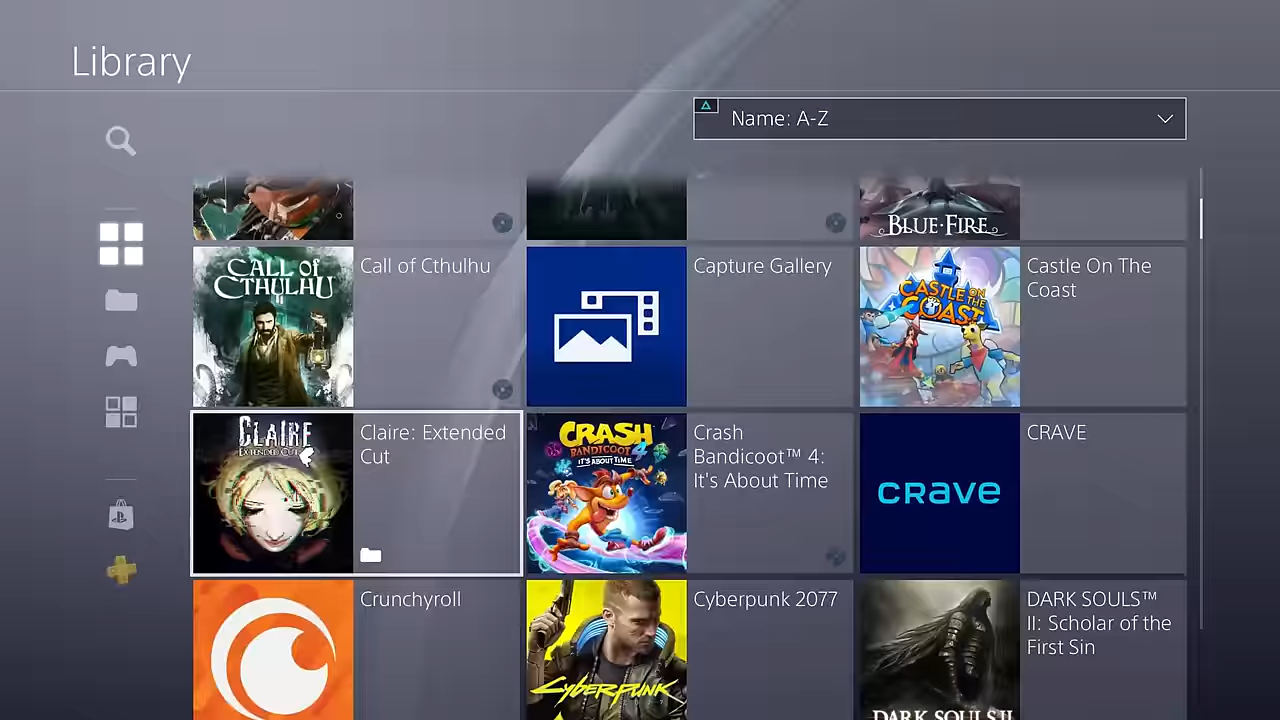 Library
Name: A-Z
BLUE·FIRE
CALL of
CTHULHU
Call of Cthulhu
Capture Gallery
CASTLE ON THE COAST
Castle On The
Coast
CLAIRE
EXTENDED CUT
Claire: Extended
Cut
CRASH
BANDICOOT 4
IT'S ABOUT TIME
Crash
Bandicoot™ 4:
It's About Time
CRAVE
CRAVE
Crunchyroll
CYBERPUNK
2077
Cyberpunk 2077
DARK SOULS II
DARK SOULS™
II: Scholar of the
First Sin